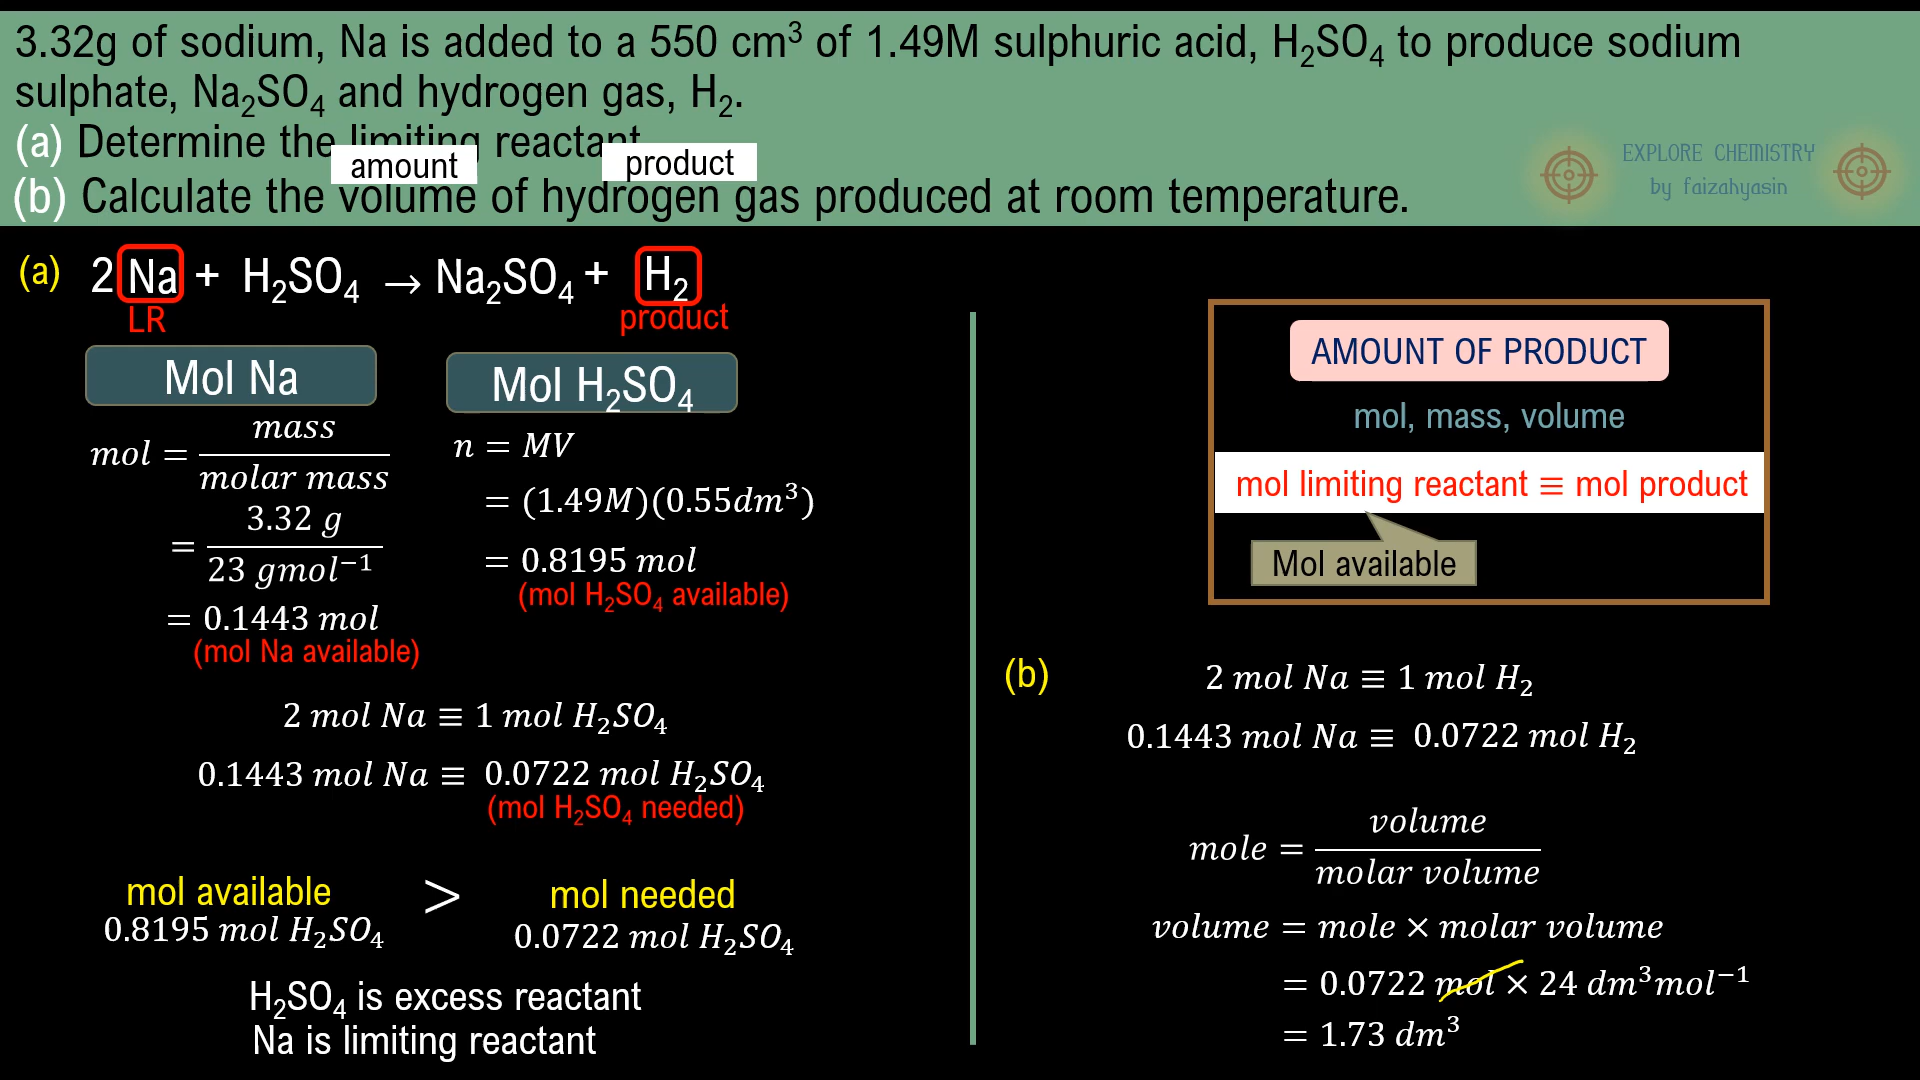 3.32g of sodium, Na is added to a 550 cm³ of 1.49M sulphuric acid, H₂SO₄ to produce sodium
sulphate, Na₂SO₄ and hydrogen gas, H₂.
(a) Determine the limiting reactant
amount
product
(b) Calculate the volume of hydrogen gas produced at room temperature.
EXPLORE CHEMISTRY
by faizahyasin
(a) 2 Na + H₂SO₄ → Na₂SO₄ + H₂
LR
product
Mol Na
mol = mass / molar mass
= 3.32 g / 23 gmol⁻¹
= 0.1443 mol
(mol Na available)
Mol H₂SO₄
n = MV
= (1.49M)(0.55dm³)
= 0.8195 mol
(mol H₂SO₄ available)
2 mol Na ≡ 1 mol H₂SO₄
0.1443 mol Na ≡ 0.0722 mol H₂SO₄
(mol H₂SO₄ needed)
mol available > mol needed
0.8195 mol H₂SO₄ 0.0722 mol H₂SO₄
H₂SO₄ is excess reactant
Na is limiting reactant
AMOUNT OF PRODUCT
mol, mass, volume
mol limiting reactant ≡ mol product
Mol available
(b) 2 mol Na ≡ 1 mol H₂
0.1443 mol Na ≡ 0.0722 mol H₂
mole = volume / molar volume
volume = mole × molar volume
= 0.0722 mol × 24 dm³mol⁻¹
= 1.73 dm³